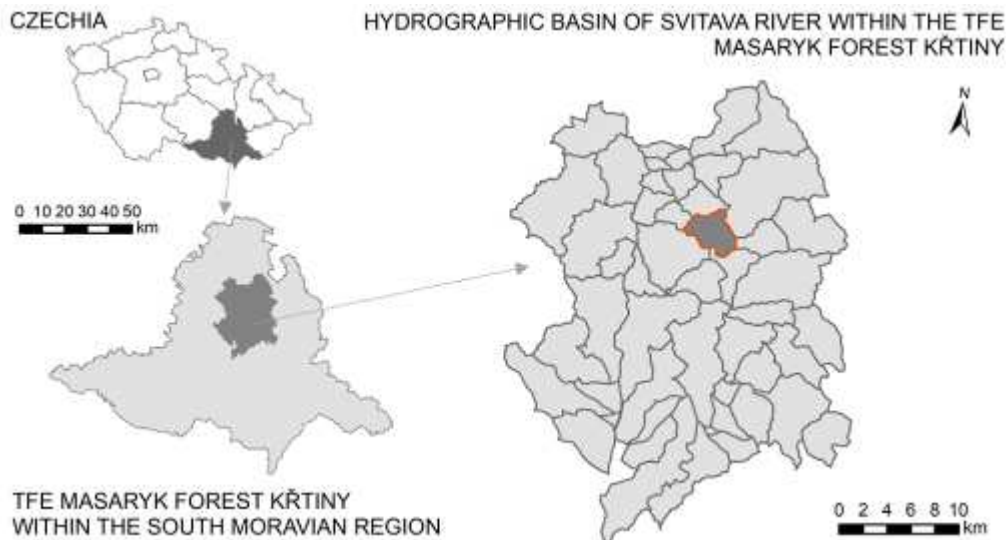 CZECHIA
HYDROGRAPHIC BASIN OF SVITAVA RIVER WITHIN THE TFE
MASARYK FOREST KŘTINY
N
0 10 20 30 40 50
km
TFE MASARYK FOREST KŘTINY
WITHIN THE SOUTH MORAVIAN REGION
0 2 4 6 8 10
km